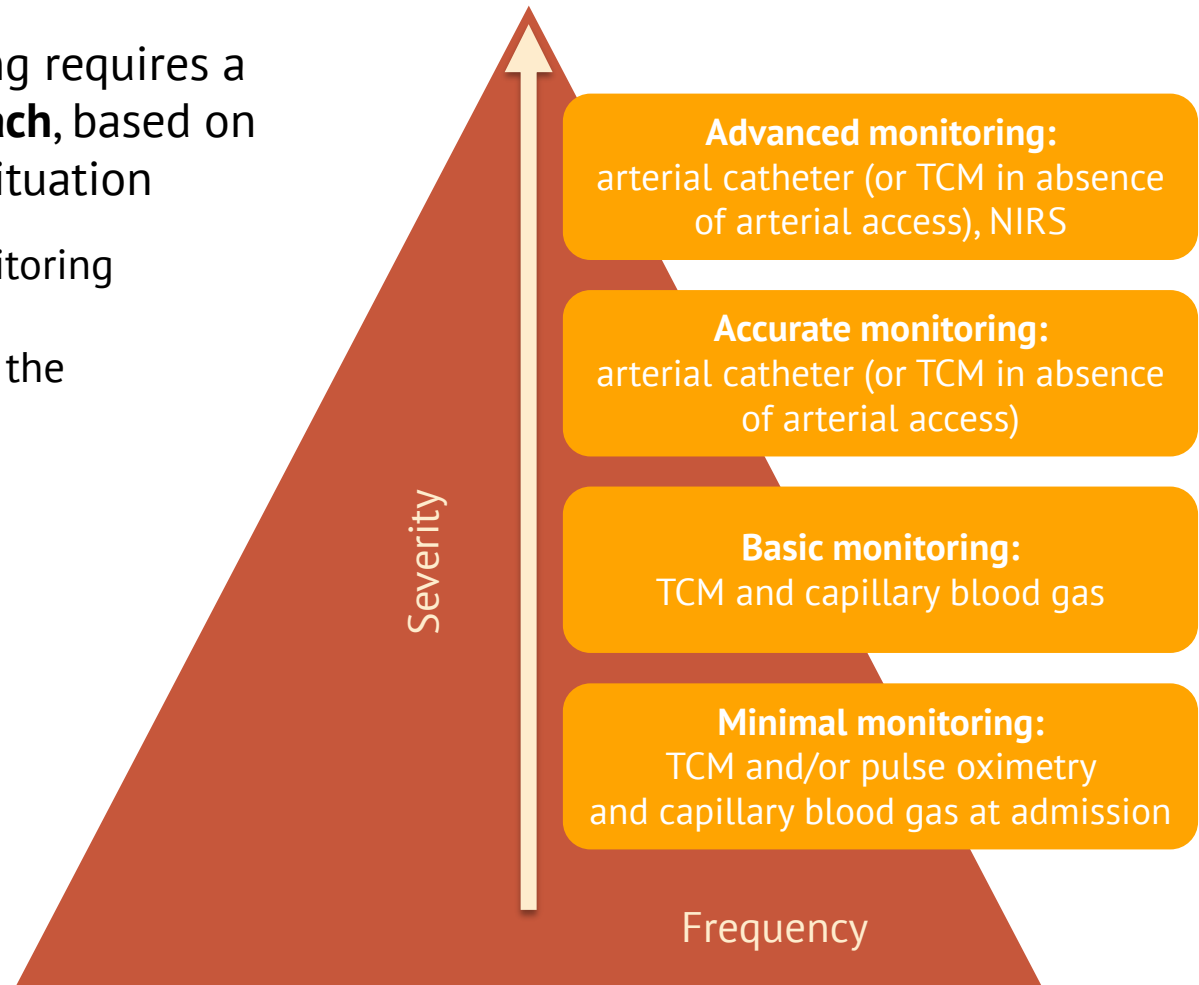 ng requires a
ach, based on
ituation
itoring
the
Advanced monitoring:
arterial catheter (or TCM in absence
of arterial access), NIRS
Accurate monitoring:
arterial catheter (or TCM in absence
of arterial access)
Basic monitoring:
TCM and capillary blood gas
Minimal monitoring:
TCM and/or pulse oximetry
and capillary blood gas at admission
Severity
Frequency